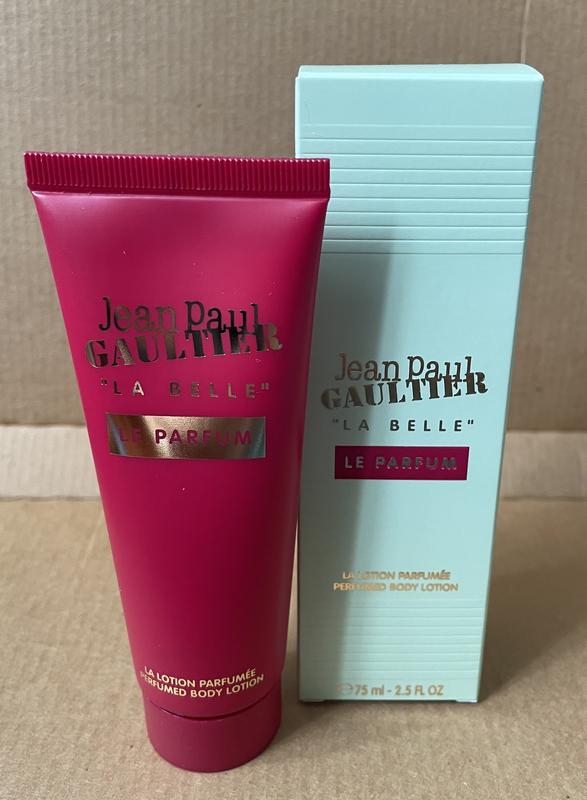 Jean Paul
GAULTIER
"LA BELLE"
LE PARFUM
LA LOTION PARFUMÉE
PERFUMED BODY LOTION
Jean Paul
GAULTIER
"LA BELLE"
LE PARFUM
LA LOTION PARFUMÉE
PERFUMED BODY LOTION
℮ 75 ml - 2.5 FL OZ